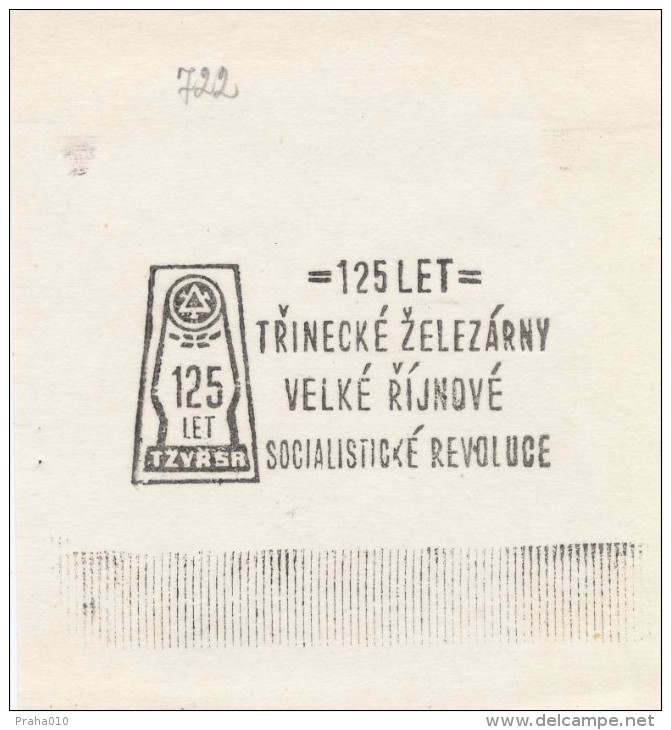 722
=125 LET=
TŘINECKÉ ŽELEZÁRNY
VELKÉ ŘÍJNOVÉ
SOCIALISTICKÉ REVOLUCE
125
LET
TŽVŘSR
Praha010
www.delcampe.net